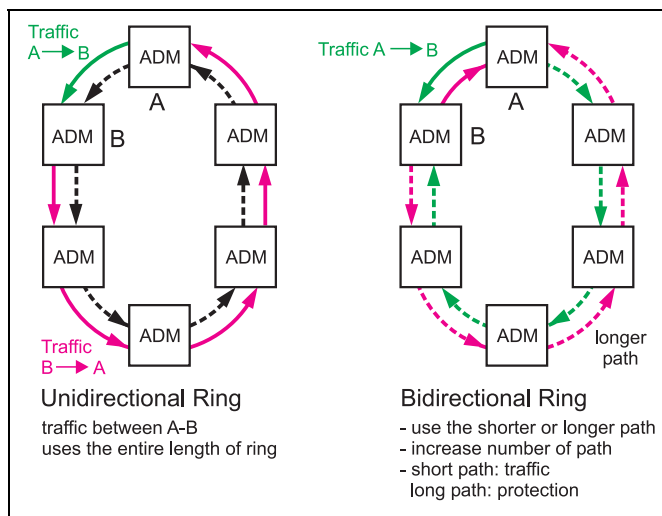 Traffic
A → B
ADM
A
ADM
B
ADM
ADM
ADM
ADM
Traffic
B → A
Unidirectional Ring
traffic between A-B
uses the entire length of ring
Traffic A → B
ADM
A
ADM
B
ADM
ADM
ADM
ADM
longer
path
Bidirectional Ring
- use the shorter or longer path
- increase number of path
- short path: traffic
long path: protection